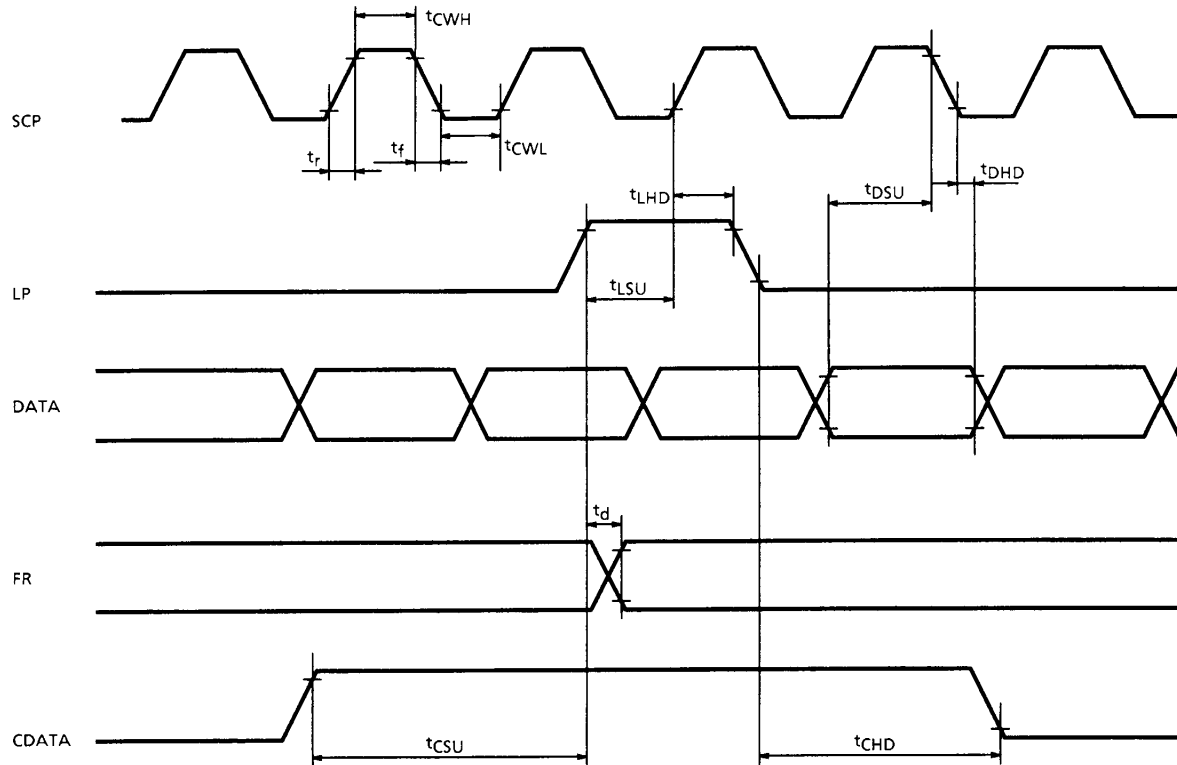 tCWH
SCP
tr
tf
tCWL
tLHD
tDSU
tDHD
LP
tLSU
DATA
td
FR
CDATA
tCSU
tCHD